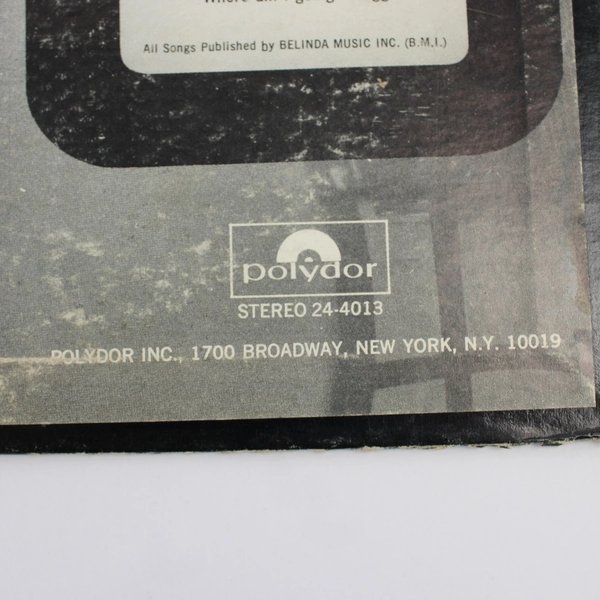 All Songs Published by BELINDA MUSIC INC. (B.M.I.)
polydor
STEREO 24-4013
POLYDOR INC., 1700 BROADWAY, NEW YORK, N.Y. 10019